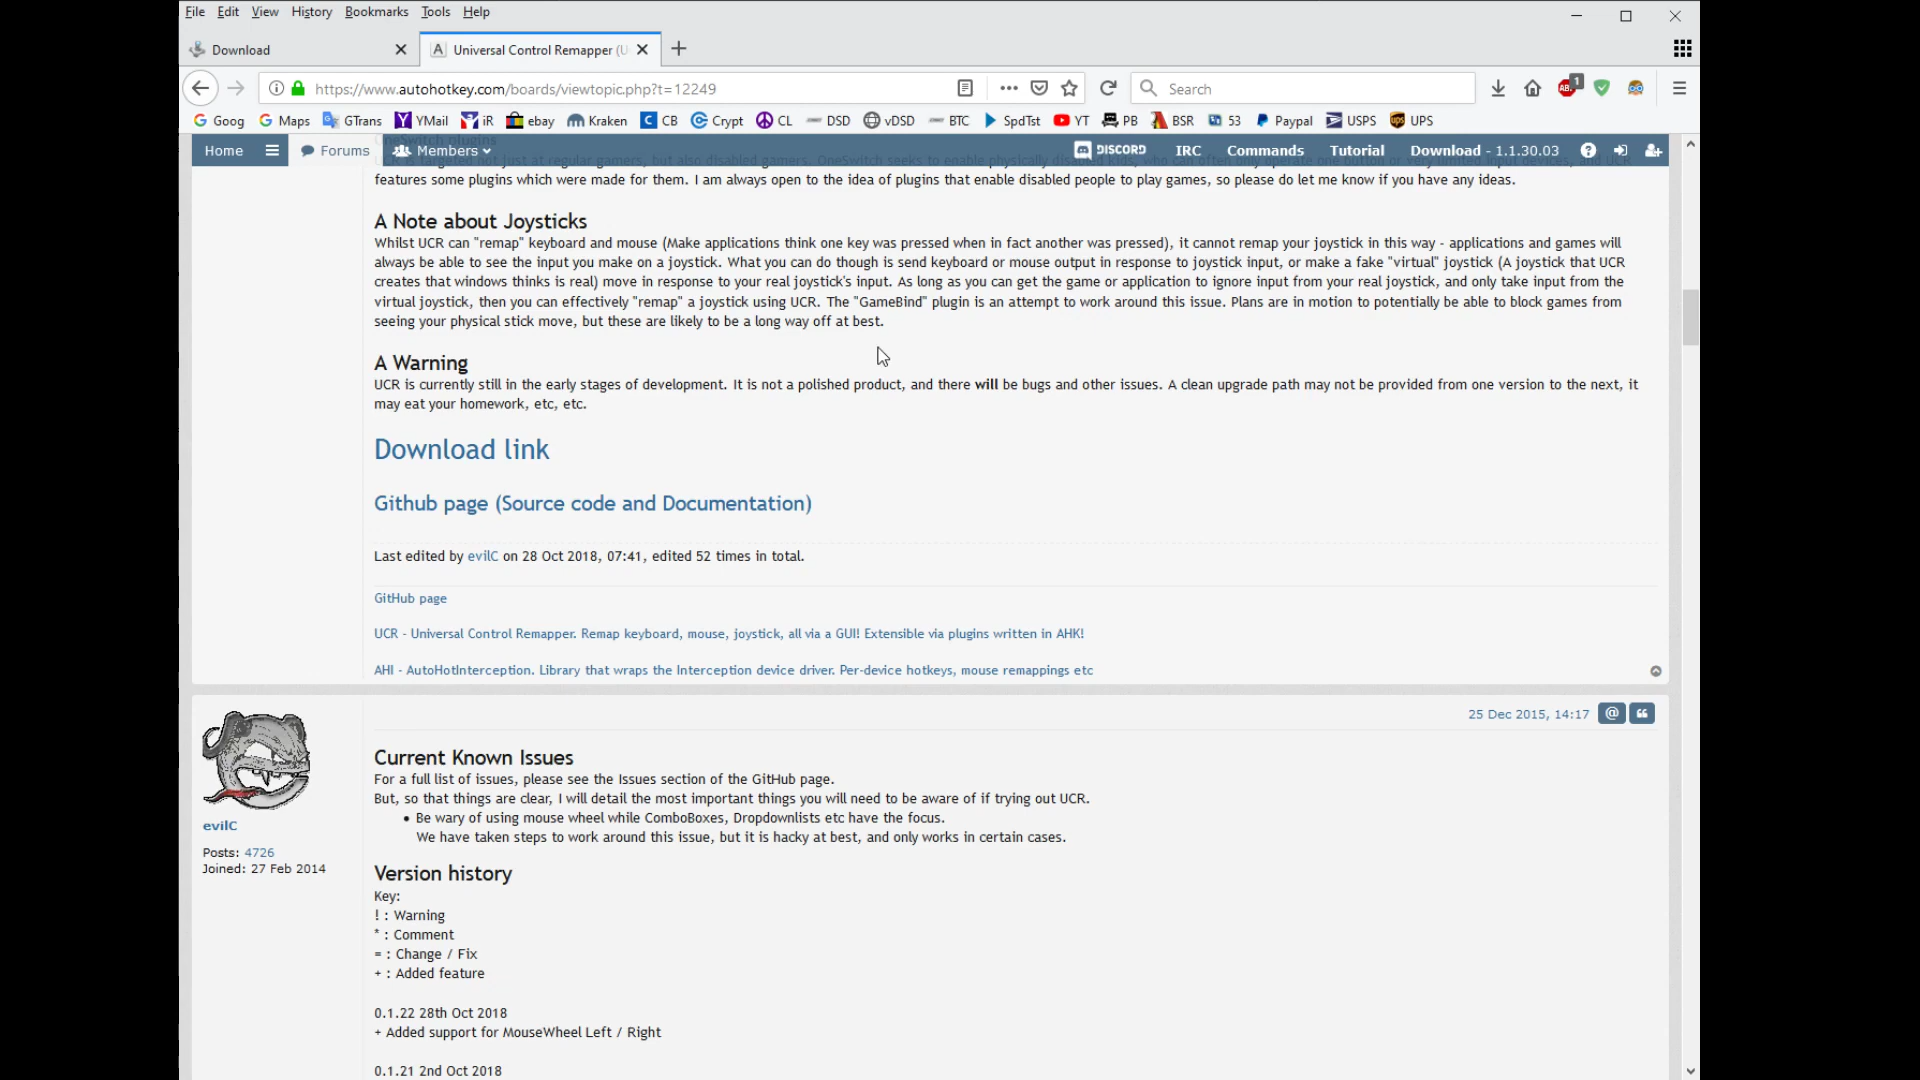 File Edit View History Bookmarks Tools Help
Download
Universal Control Remapper (U
https://www.autohotkey.com/boards/viewtopic.php?t=12249
Search
1
Goog Maps GTrans YMail iR ebay Kraken CB Crypt CL DSD vDSD BTC SpdTst YT PB BSR 53 Paypal USPS UPS
Home Forums Members DISCORD IRC Commands Tutorial Download - 1.1.30.03
features some plugins which were made for them. I am always open to the idea of plugins that enable disabled people to play games, so please do let me know if you have any ideas.
A Note about Joysticks
Whilst UCR can "remap" keyboard and mouse (Make applications think one key was pressed when in fact another was pressed), it cannot remap your joystick in this way - applications and games will
always be able to see the input you make on a joystick. What you can do though is send keyboard or mouse output in response to joystick input, or make a fake "virtual" joystick (A joystick that UCR
creates that windows thinks is real) move in response to your real joystick's input. As long as you can get the game or application to ignore input from your real joystick, and only take input from the
virtual joystick, then you can effectively "remap" a joystick using UCR. The "GameBind" plugin is an attempt to work around this issue. Plans are in motion to potentially be able to block games from
seeing your physical stick move, but these are likely to be a long way off at best.
A Warning
UCR is currently still in the early stages of development. It is not a polished product, and there will be bugs and other issues. A clean upgrade path may not be provided from one version to the next, it
may eat your homework, etc, etc.
Download link
Github page (Source code and Documentation)
Last edited by evilC on 28 Oct 2018, 07:41, edited 52 times in total.
GitHub page
UCR - Universal Control Remapper. Remap keyboard, mouse, joystick, all via a GUI! Extensible via plugins written in AHK!
AHI - AutoHotInterception. Library that wraps the Interception device driver. Per-device hotkeys, mouse remappings etc
evilC
Posts: 4726
Joined: 27 Feb 2014
25 Dec 2015, 14:17
Current Known Issues
For a full list of issues, please see the Issues section of the GitHub page.
But, so that things are clear, I will detail the most important things you will need to be aware of if trying out UCR.
• Be wary of using mouse wheel while ComboBoxes, Dropdownlists etc have the focus.
We have taken steps to work around this issue, but it is hacky at best, and only works in certain cases.
Version history
Key:
! : Warning
* : Comment
= : Change / Fix
+ : Added feature
0.1.22 28th Oct 2018
+ Added support for MouseWheel Left / Right
0.1.21 2nd Oct 2018